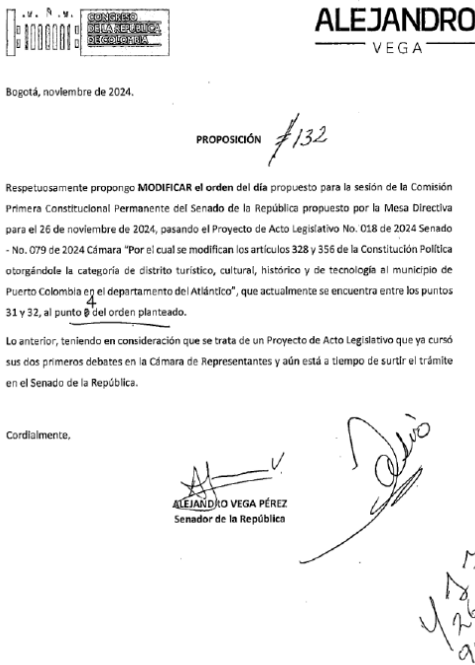 CONGRESO
DE LA REPUBLICA
DE COLOMBIA
ALEJANDRO
VEGA
Bogotá, noviembre de 2024.
PROPOSICIÓN #132
Respetuosamente propongo MODIFICAR el orden del día propuesto para la sesión de la Comisión
Primera Constitucional Permanente del Senado de la República propuesto por la Mesa Directiva
para el 26 de noviembre de 2024, pasando el Proyecto de Acto Legislativo No. 018 de 2024 Senado
- No. 079 de 2024 Cámara "Por el cual se modifican los artículos 328 y 356 de la Constitución Política
otorgándole la categoría de distrito turístico, cultural, histórico y de tecnología al municipio de
Puerto Colombia en el departamento del Atlántico", que actualmente se encuentra entre los puntos
4
31 y 32, al punto del orden planteado.
Lo anterior, teniendo en consideración que se trata de un Proyecto de Acto Legislativo que ya cursó
sus dos primeros debates en la Cámara de Representantes y aún está a tiempo de surtir el trámite
en el Senado de la República.
Cordialmente,
ALEJANDRO VEGA PÉREZ
Senador de la República
26